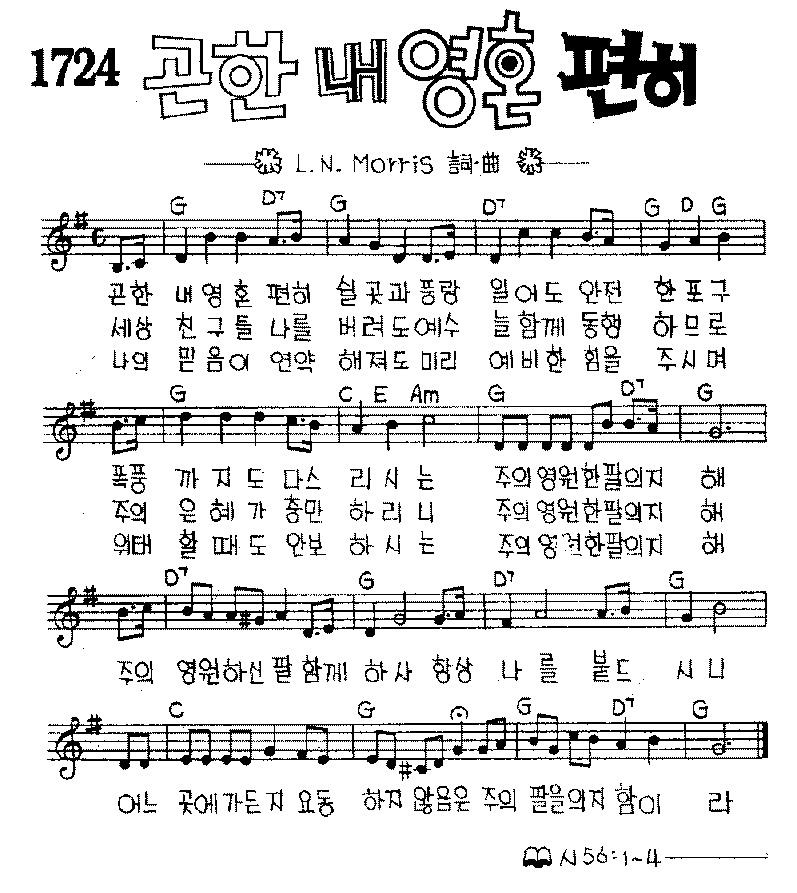 1724 곤한 내 영혼 편히
L.N. Morris 詞·曲
G D7 G D7 G D G
곤한 내 영혼 편히 쉴 곳과 풍랑 일어도 안전 한 포구
세상 친구들 나를 버려도 예수 늘 함께 동행 하므로
나의 믿음이 연약 해져도 미리 예비한 힘을 주시며
G C E Am G D7 G
폭풍 까지도 다스 리시는 주의 영원한 팔의지 해
주의 은혜가 충만 하리니 주의 영원한 팔의지 해
위태 할 때도 안보 하시는 주의 영원한 팔의지 해
D7 G D7 G
주의 영원하신 팔 함께 하사 항상 나를 붙드 시니
C G G D7 G
어느 곳에 가든지 요동 하지 않음은 주의 팔을의지 함이 라
시 56:1~4